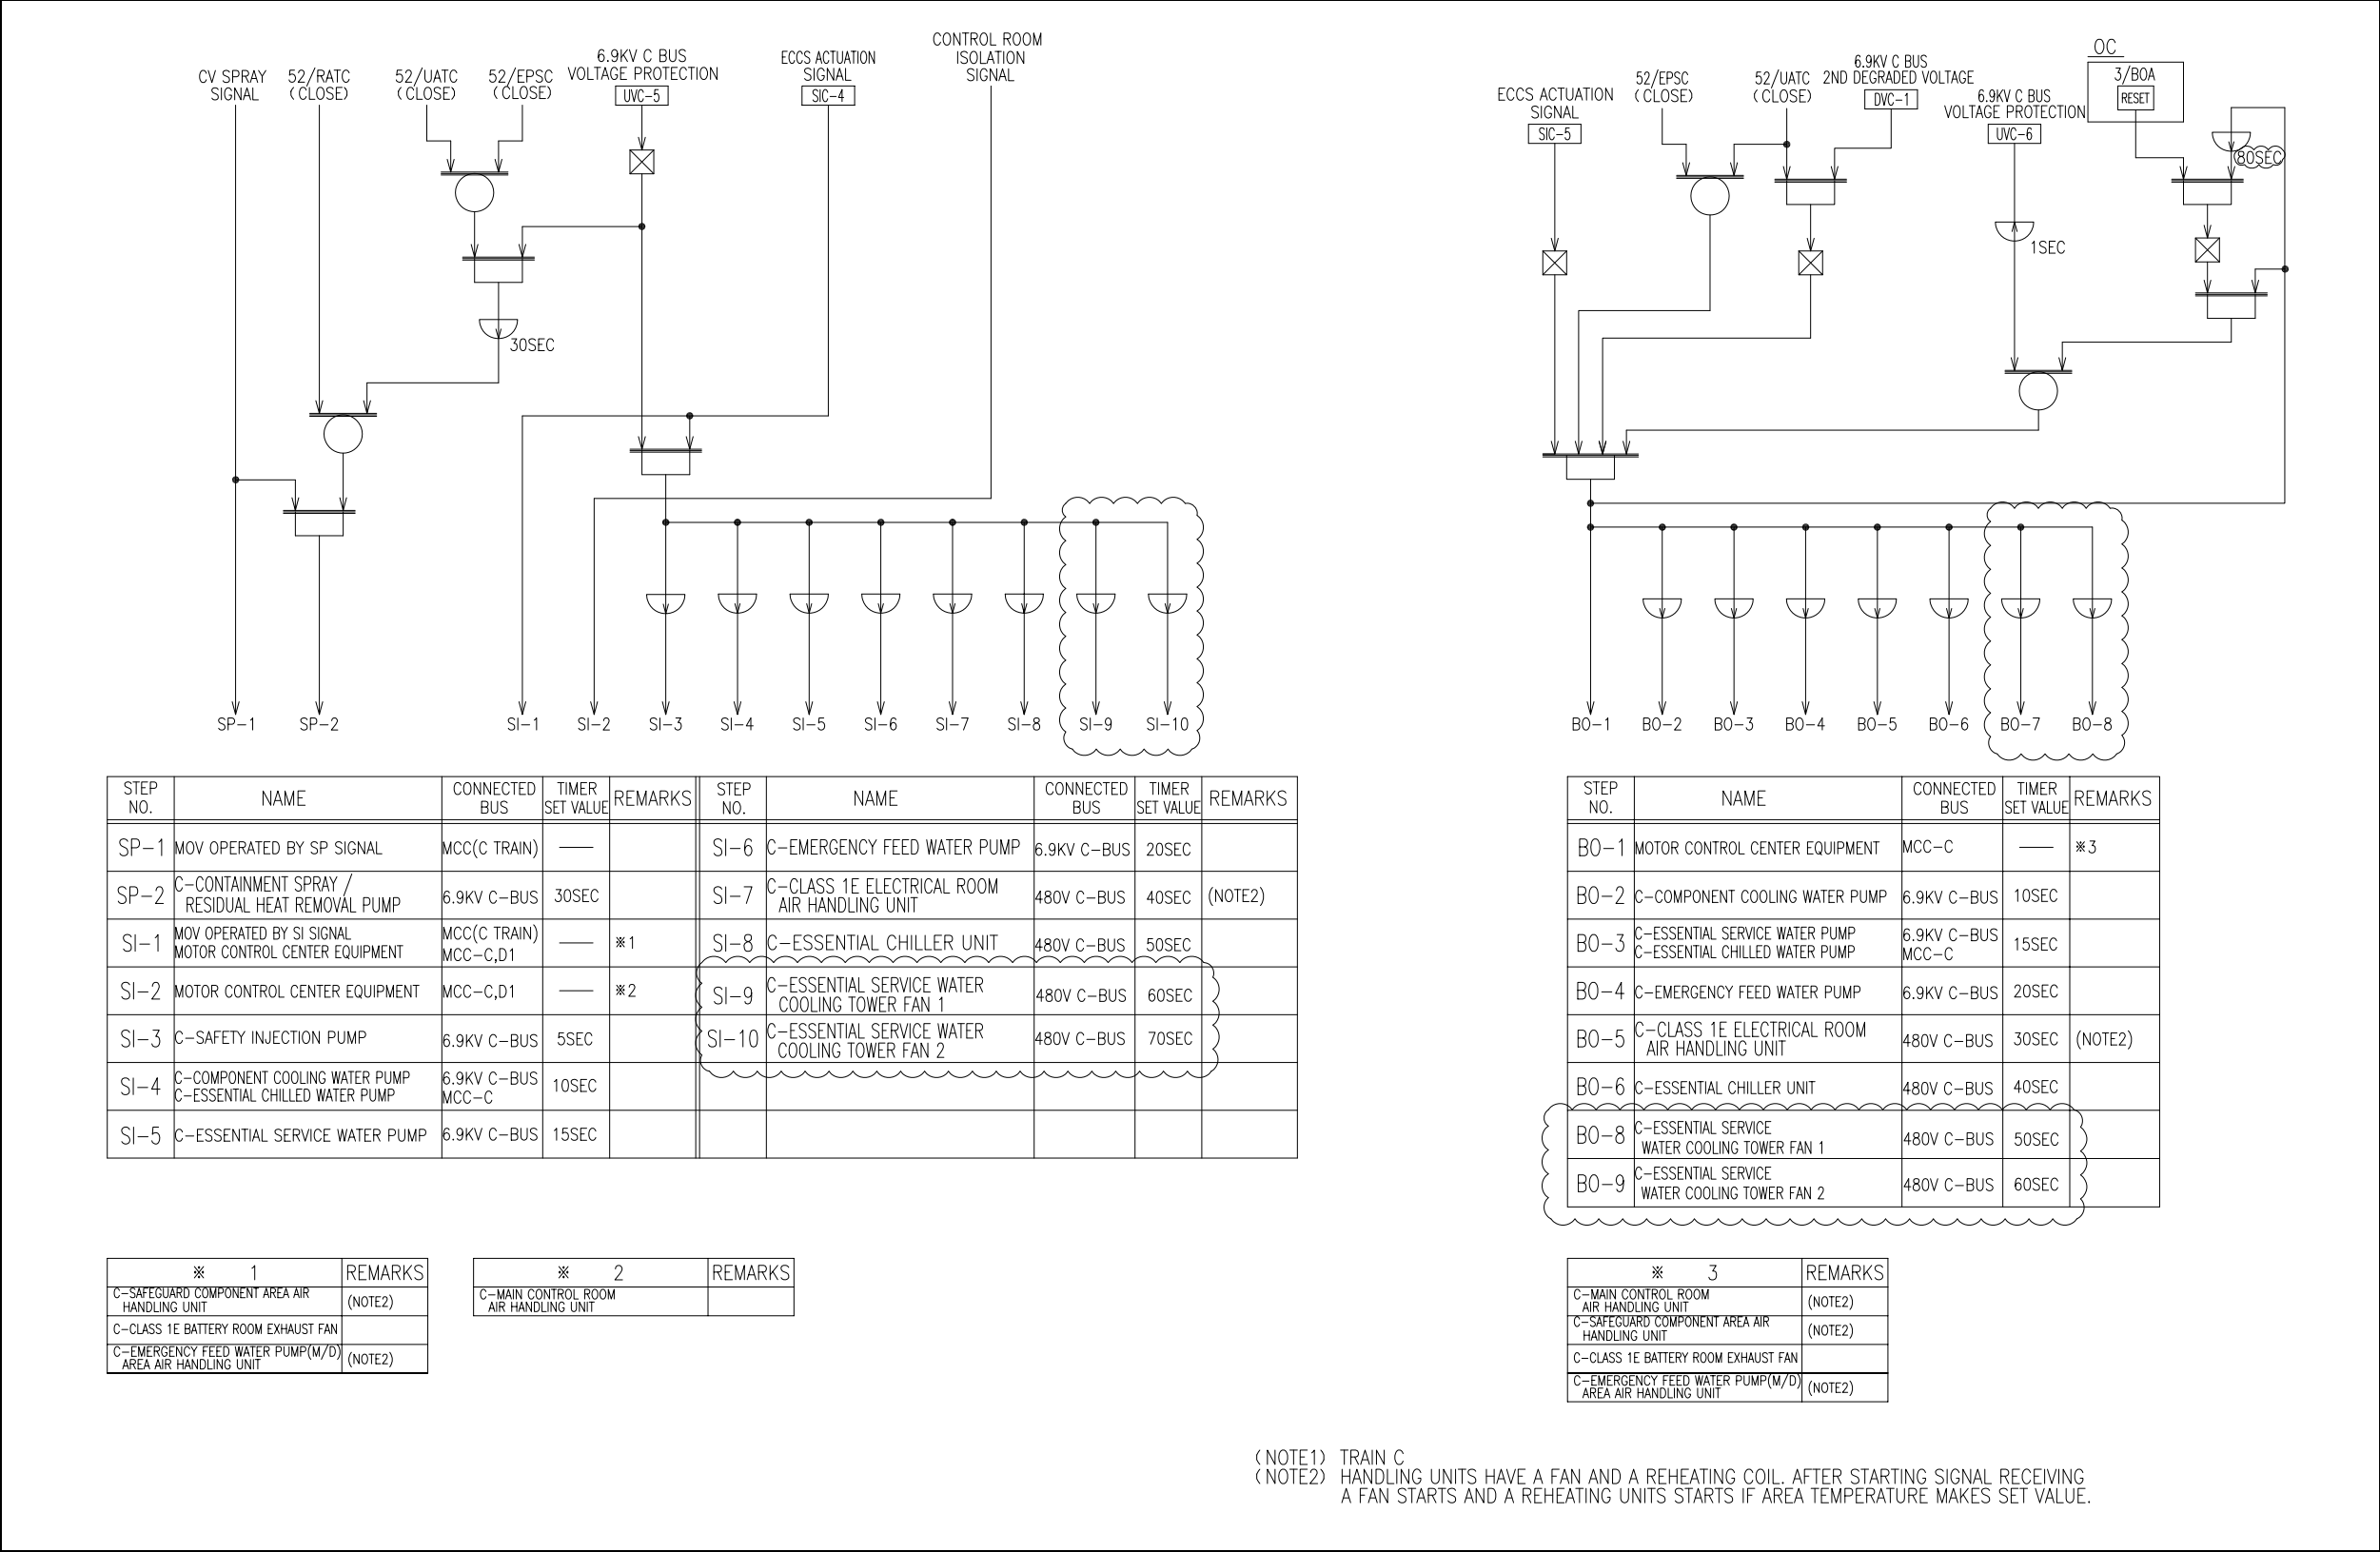 CV SPRAY
SIGNAL
52/RATC
(CLOSE)
52/UATC
(CLOSE)
52/EPSC
(CLOSE)
6.9KV C BUS
VOLTAGE PROTECTION
UVC-5
ECCS ACTUATION
SIGNAL
SIC-4
CONTROL ROOM
ISOLATION
SIGNAL
30SEC
SP-1 SP-2 SI-1 SI-2 SI-3 SI-4 SI-5 SI-6 SI-7 SI-8 SI-9 SI-10
ECCS ACTUATION
SIGNAL
SIC-5
52/EPSC
(CLOSE)
52/UATC
(CLOSE)
6.9KV C BUS
2ND DEGRADED VOLTAGE
DVC-1
6.9KV C BUS
VOLTAGE PROTECTION
UVC-6
OC
3/BOA
RESET
80SEC
1SEC
BO-1 BO-2 BO-3 BO-4 BO-5 BO-6 BO-7 BO-8
STEP NO. NAME CONNECTED BUS TIMER SET VALUE REMARKS
SP-1 MOV OPERATED BY SP SIGNAL MCC(C TRAIN) ——
SP-2 C-CONTAINMENT SPRAY /
RESIDUAL HEAT REMOVAL PUMP 6.9KV C-BUS 30SEC
SI-1 MOV OPERATED BY SI SIGNAL MCC(C TRAIN) —— ※1
MOTOR CONTROL CENTER EQUIPMENT MCC-C,D1
SI-2 MOTOR CONTROL CENTER EQUIPMENT MCC-C,D1 —— ※2
SI-3 C-SAFETY INJECTION PUMP 6.9KV C-BUS 5SEC
SI-4 C-COMPONENT COOLING WATER PUMP 6.9KV C-BUS 10SEC
C-ESSENTIAL CHILLED WATER PUMP MCC-C
SI-5 C-ESSENTIAL SERVICE WATER PUMP 6.9KV C-BUS 15SEC
STEP NO. NAME CONNECTED BUS TIMER SET VALUE REMARKS
SI-6 C-EMERGENCY FEED WATER PUMP 6.9KV C-BUS 20SEC
SI-7 C-CLASS 1E ELECTRICAL ROOM
AIR HANDLING UNIT 480V C-BUS 40SEC (NOTE2)
SI-8 C-ESSENTIAL CHILLER UNIT 480V C-BUS 50SEC
SI-9 C-ESSENTIAL SERVICE WATER
COOLING TOWER FAN 1 480V C-BUS 60SEC
SI-10 C-ESSENTIAL SERVICE WATER
COOLING TOWER FAN 2 480V C-BUS 70SEC
STEP NO. NAME CONNECTED BUS TIMER SET VALUE REMARKS
BO-1 MOTOR CONTROL CENTER EQUIPMENT MCC-C —— ※3
BO-2 C-COMPONENT COOLING WATER PUMP 6.9KV C-BUS 10SEC
BO-3 C-ESSENTIAL SERVICE WATER PUMP 6.9KV C-BUS 15SEC
C-ESSENTIAL CHILLED WATER PUMP MCC-C
BO-4 C-EMERGENCY FEED WATER PUMP 6.9KV C-BUS 20SEC
BO-5 C-CLASS 1E ELECTRICAL ROOM
AIR HANDLING UNIT 480V C-BUS 30SEC (NOTE2)
BO-6 C-ESSENTIAL CHILLER UNIT 480V C-BUS 40SEC
BO-8 C-ESSENTIAL SERVICE
WATER COOLING TOWER FAN 1 480V C-BUS 50SEC
BO-9 C-ESSENTIAL SERVICE
WATER COOLING TOWER FAN 2 480V C-BUS 60SEC
※ 1 REMARKS
C-SAFEGUARD COMPONENT AREA AIR
HANDLING UNIT (NOTE2)
C-CLASS 1E BATTERY ROOM EXHAUST FAN
C-EMERGENCY FEED WATER PUMP(M/D)
AREA AIR HANDLING UNIT (NOTE2)
※ 2 REMARKS
C-MAIN CONTROL ROOM
AIR HANDLING UNIT
※ 3 REMARKS
C-MAIN CONTROL ROOM
AIR HANDLING UNIT (NOTE2)
C-SAFEGUARD COMPONENT AREA AIR
HANDLING UNIT (NOTE2)
C-CLASS 1E BATTERY ROOM EXHAUST FAN
C-EMERGENCY FEED WATER PUMP(M/D)
AREA AIR HANDLING UNIT (NOTE2)
(NOTE1) TRAIN C
(NOTE2) HANDLING UNITS HAVE A FAN AND A REHEATING COIL. AFTER STARTING SIGNAL RECEIVING
A FAN STARTS AND A REHEATING UNITS STARTS IF AREA TEMPERATURE MAKES SET VALUE.